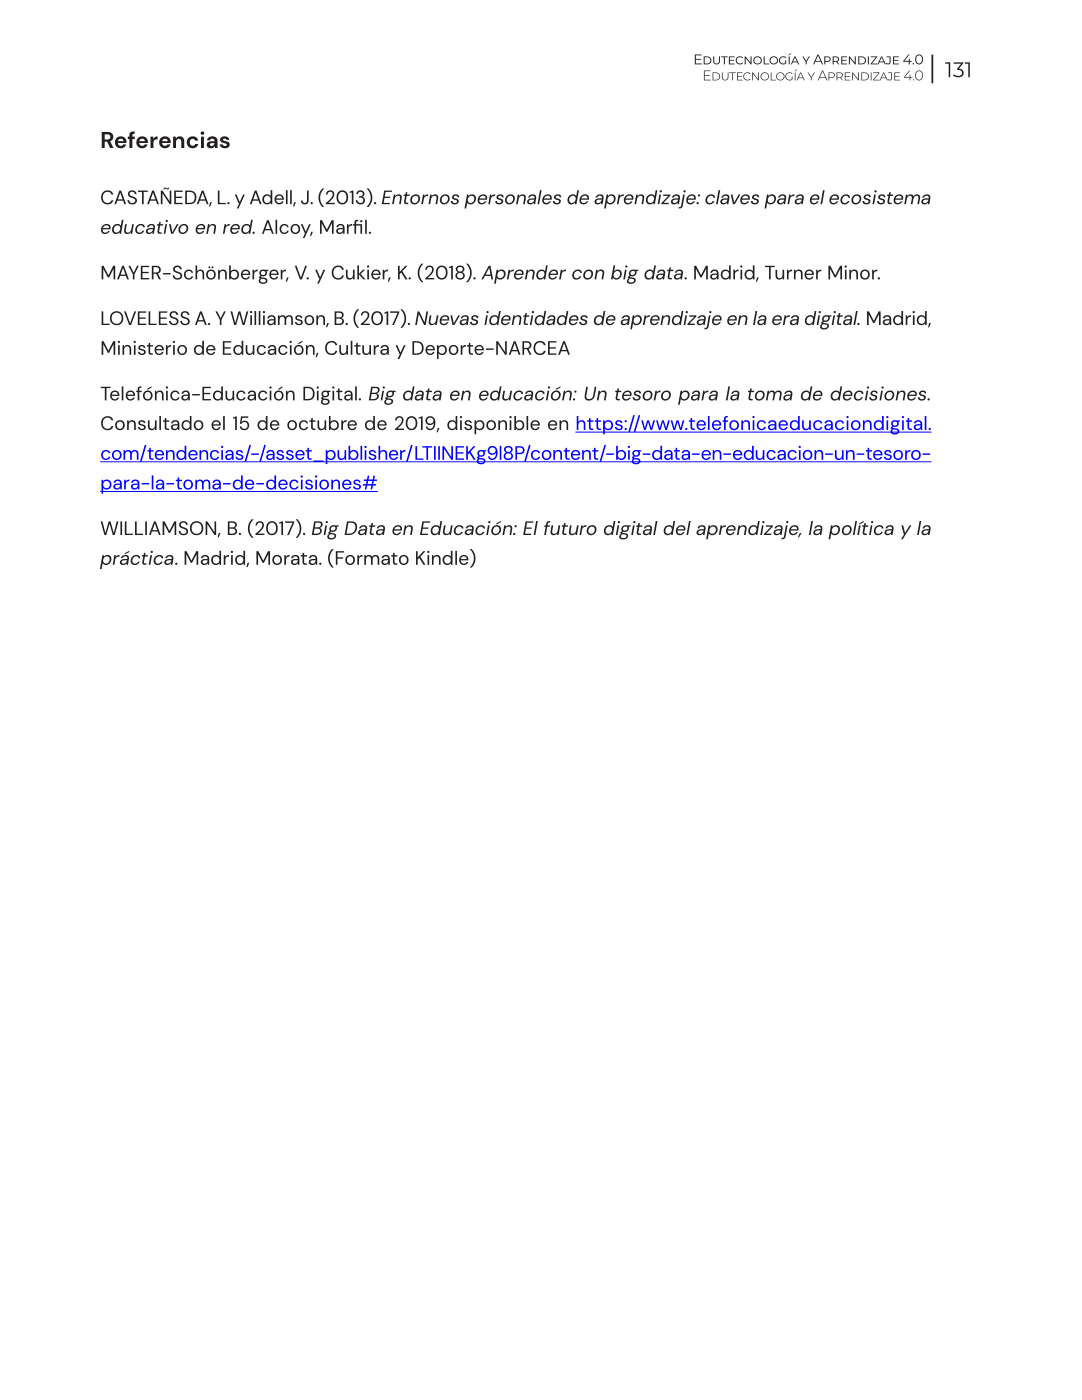 Edutecnología y Aprendizaje 4.0
Edutecnología y Aprendizaje 4.0
131
Referencias
CASTAÑEDA, L. y Adell, J. (2013). Entornos personales de aprendizaje: claves para el ecosistema
educativo en red. Alcoy, Marfil.
MAYER-Schönberger, V. y Cukier, K. (2018). Aprender con big data. Madrid, Turner Minor.
LOVELESS A. Y Williamson, B. (2017). Nuevas identidades de aprendizaje en la era digital. Madrid,
Ministerio de Educación, Cultura y Deporte-NARCEA
Telefónica-Educación Digital. Big data en educación: Un tesoro para la toma de decisiones.
Consultado el 15 de octubre de 2019, disponible en https://www.telefonicaeducaciondigital.
com/tendencias/-/asset_publisher/LTIlNEKg9I8P/content/-big-data-en-educacion-un-tesoro-
para-la-toma-de-decisiones#
WILLIAMSON, B. (2017). Big Data en Educación: El futuro digital del aprendizaje, la política y la
práctica. Madrid, Morata. (Formato Kindle)